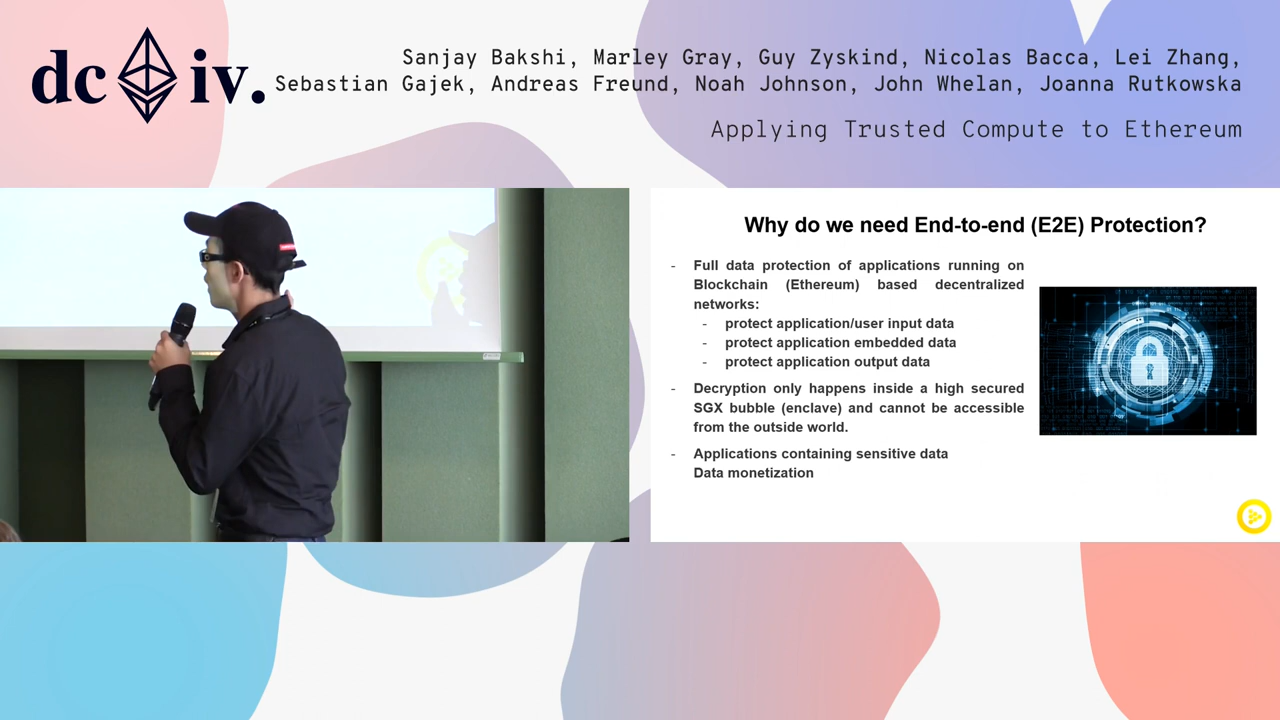 dc iv.
Sanjay Bakshi, Marley Gray, Guy Zyskind, Nicolas Bacca, Lei Zhang,
Sebastian Gajek, Andreas Freund, Noah Johnson, John Whelan, Joanna Rutkowska
Applying Trusted Compute to Ethereum
Why do we need End-to-end (E2E) Protection?
- Full data protection of applications running on
Blockchain (Ethereum) based decentralized
networks:
- protect application/user input data
- protect application embedded data
- protect application output data
- Decryption only happens inside a high secured
SGX bubble (enclave) and cannot be accessible
from the outside world.
- Applications containing sensitive data
Data monetization